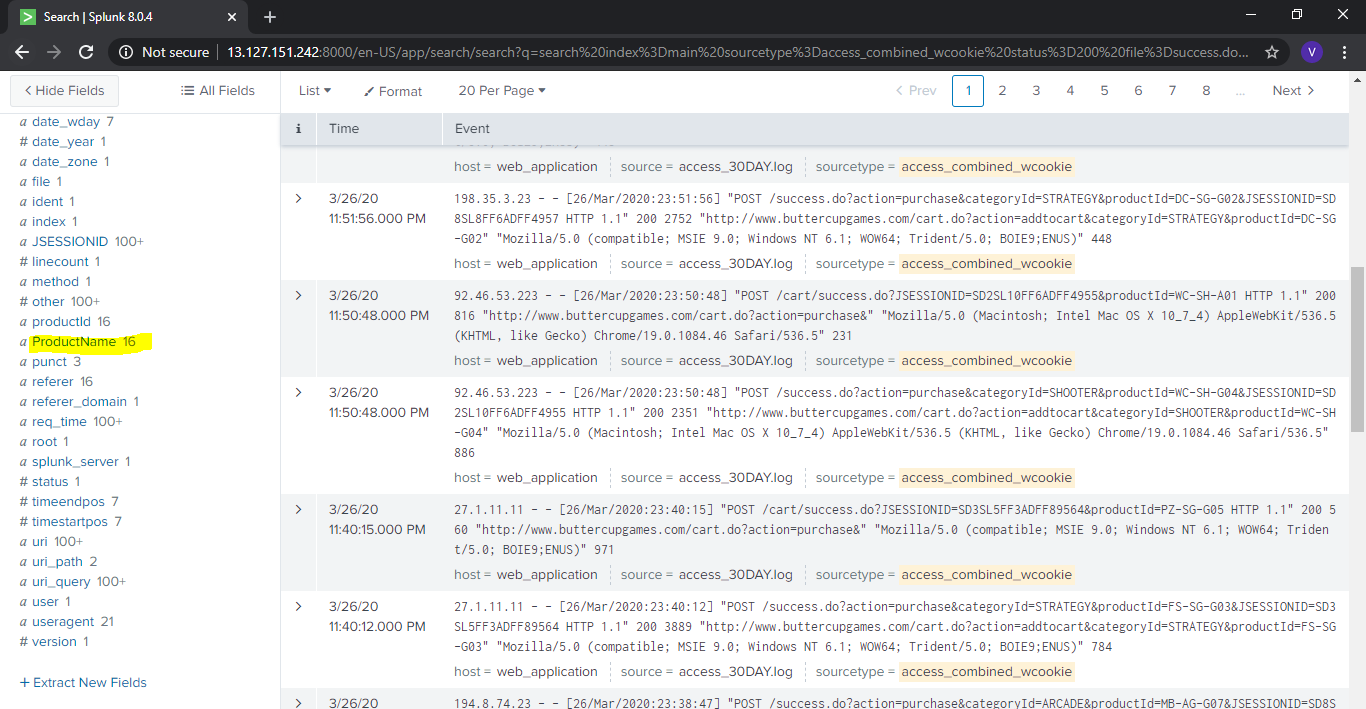 Search | Splunk 8.0.4
Not secure 13.127.151.242:8000/en-US/app/search/search?q=search%20index%3Dmain%20sourcetype%3Daccess_combined_wcookie%20status%3D200%20file%3Dsuccess.do...
V
Hide Fields
All Fields
List
Format
20 Per Page
Prev 1 2 3 4 5 6 7 8 ... Next
a date_wday 7
# date_year 1
a date_zone 1
a file 1
a ident 1
a index 1
a JSESSIONID 100+
# linecount 1
a method 1
# other 100+
a productId 16
a ProductName 16
a punct 3
a referer 16
a referer_domain 1
a req_time 100+
a root 1
a splunk_server 1
# status 1
# timeendpos 7
# timestartpos 7
a uri 100+
a uri_path 2
a uri_query 100+
a user 1
a useragent 21
# version 1
+ Extract New Fields
i Time Event
host = web_application source = access_30DAY.log sourcetype = access_combined_wcookie
3/26/20
11:51:56.000 PM
198.35.3.23 - - [26/Mar/2020:23:51:56] "POST /success.do?action=purchase&categoryId=STRATEGY&productId=DC-SG-G02&JSESSIONID=SD
8SL8FF6ADFF4957 HTTP 1.1" 200 2752 "http://www.buttercupgames.com/cart.do?action=addtocart&categoryId=STRATEGY&productId=DC-SG
-G02" "Mozilla/5.0 (compatible; MSIE 9.0; Windows NT 6.1; WOW64; Trident/5.0; BOIE9;ENUS)" 448
host = web_application source = access_30DAY.log sourcetype = access_combined_wcookie
3/26/20
11:50:48.000 PM
92.46.53.223 - - [26/Mar/2020:23:50:48] "POST /cart/success.do?JSESSIONID=SD2SL10FF6ADFF4955&productId=WC-SH-A01 HTTP 1.1" 200
816 "http://www.buttercupgames.com/cart.do?action=purchase&" "Mozilla/5.0 (Macintosh; Intel Mac OS X 10_7_4) AppleWebKit/536.5
(KHTML, like Gecko) Chrome/19.0.1084.46 Safari/536.5" 231
host = web_application source = access_30DAY.log sourcetype = access_combined_wcookie
3/26/20
11:50:48.000 PM
92.46.53.223 - - [26/Mar/2020:23:50:48] "POST /success.do?action=purchase&categoryId=SHOOTER&productId=WC-SH-G04&JSESSIONID=SD
2SL10FF6ADFF4955 HTTP 1.1" 200 2351 "http://www.buttercupgames.com/cart.do?action=addtocart&categoryId=SHOOTER&productId=WC-SH
-G04" "Mozilla/5.0 (Macintosh; Intel Mac OS X 10_7_4) AppleWebKit/536.5 (KHTML, like Gecko) Chrome/19.0.1084.46 Safari/536.5"
886
host = web_application source = access_30DAY.log sourcetype = access_combined_wcookie
3/26/20
11:40:15.000 PM
27.1.11.11 - - [26/Mar/2020:23:40:15] "POST /cart/success.do?JSESSIONID=SD3SL5FF3ADFF89564&productId=PZ-SG-G05 HTTP 1.1" 200 5
60 "http://www.buttercupgames.com/cart.do?action=purchase&" "Mozilla/5.0 (compatible; MSIE 9.0; Windows NT 6.1; WOW64; Triden
t/5.0; BOIE9;ENUS)" 971
host = web_application source = access_30DAY.log sourcetype = access_combined_wcookie
3/26/20
11:40:12.000 PM
27.1.11.11 - - [26/Mar/2020:23:40:12] "POST /success.do?action=purchase&categoryId=STRATEGY&productId=FS-SG-G03&JSESSIONID=SD3
SL5FF3ADFF89564 HTTP 1.1" 200 3889 "http://www.buttercupgames.com/cart.do?action=addtocart&categoryId=STRATEGY&productId=FS-SG
-G03" "Mozilla/5.0 (compatible; MSIE 9.0; Windows NT 6.1; WOW64; Trident/5.0; BOIE9;ENUS)" 784
host = web_application source = access_30DAY.log sourcetype = access_combined_wcookie
3/26/20
194.8.74.23 - - [26/Mar/2020:23:38:47] "POST /success.do?action=purchase&categoryId=ARCADE&productId=MB-AG-G07&JSESSIONID=SD8S